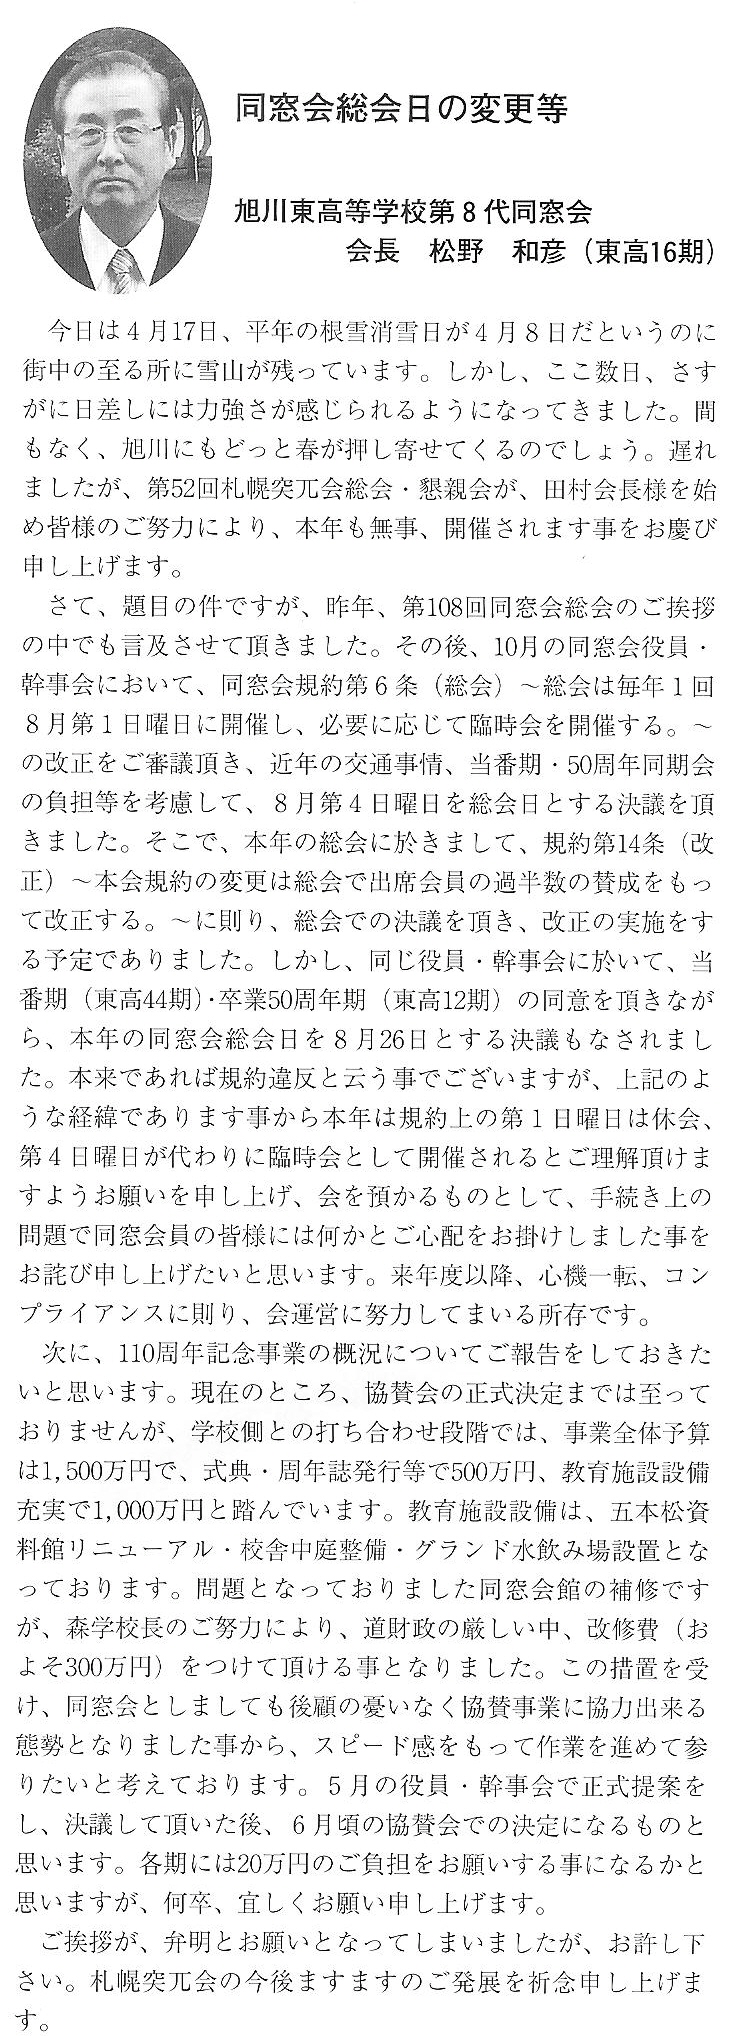 同窓会総会日の変更等
旭川東高等学校第8代同窓会
会長　松野　和彦（東高16期）
　今日は4月17日、平年の根雪消雪日が4月8日だというのに
街中の至る所に雪山が残っています。しかし、ここ数日、さす
がに日差しには力強さが感じられるようになってきました。間
もなく、旭川にもどっと春が押し寄せてくるのでしょう。遅れ
ましたが、第52回札幌突兀会総会・懇親会が、田村会長様を始
め皆様のご努力により、本年も無事、開催されます事をお慶び
申し上げます。
　さて、題目の件ですが、昨年、第108回同窓会総会のご挨拶
の中でも言及させて頂きました。その後、10月の同窓会役員・
幹事会において、同窓会規約第6条（総会）～総会は毎年1回
8月第1日曜日に開催し、必要に応じて臨時会を開催する。～
の改正をご審議頂き、近年の交通事情、当番期・50周年同期会
の負担等を考慮して、8月第4日曜日を総会日とする決議を頂
きました。そこで、本年の総会に於きまして、規約第14条（改
正）～本会規約の変更は総会で出席会員の過半数の賛成をもっ
て改正する。～に則り、総会での決議を頂き、改正の実施をす
る予定でありました。しかし、同じ役員・幹事会に於いて、当
番期（東高44期）・卒業50周年期（東高12期）の同意を頂きなが
ら、本年の同窓会総会日を8月26日とする決議もなされまし
た。本来であれば規約違反と云う事でございますが、上記のよ
うな経緯であります事から本年は規約上の第1日曜日は休会、
第4日曜日が代わりに臨時会として開催されるとご理解頂けま
すようお願いを申し上げ、会を預かるものとして、手続き上の
問題で同窓会員の皆様には何かとご心配をお掛けしました事を
お詫び申し上げたいと思います。来年度以降、心機一転、コン
プライアンスに則り、会運営に努力してまいる所存です。
　次に、110周年記念事業の概況についてご報告をしておきた
いと思います。現在のところ、協賛会の正式決定までは至って
おりませんが、学校側との打ち合わせ段階では、事業全体予算
は1,500万円で、式典・周年誌発行等で500万円、教育施設設備
充実で1,000万円と踏んでいます。教育施設設備は、五本松資
料館リニューアル・校舎中庭整備・グランド水飲み場設置とな
っております。問題となっておりました同窓会館の補修です
が、森学校長のご努力により、道財政の厳しい中、改修費（お
よそ300万円）をつけて頂ける事となりました。この措置を受
け、同窓会としましても後顧の憂いなく協賛事業に協力出来る
態勢となりました事から、スピード感をもって作業を進めて参
りたいと考えております。5月の役員・幹事会で正式提案を
し、決議して頂いた後、6月頃の協賛会での決定になるものと
思います。各期には20万円のご負担をお願いする事になるかと
思いますが、何卒、宜しくお願い申し上げます。
　ご挨拶が、弁明とお願いとなってしまいましたが、お許し下
さい。札幌突兀会の今後ますますのご発展を祈念申し上げま
す。